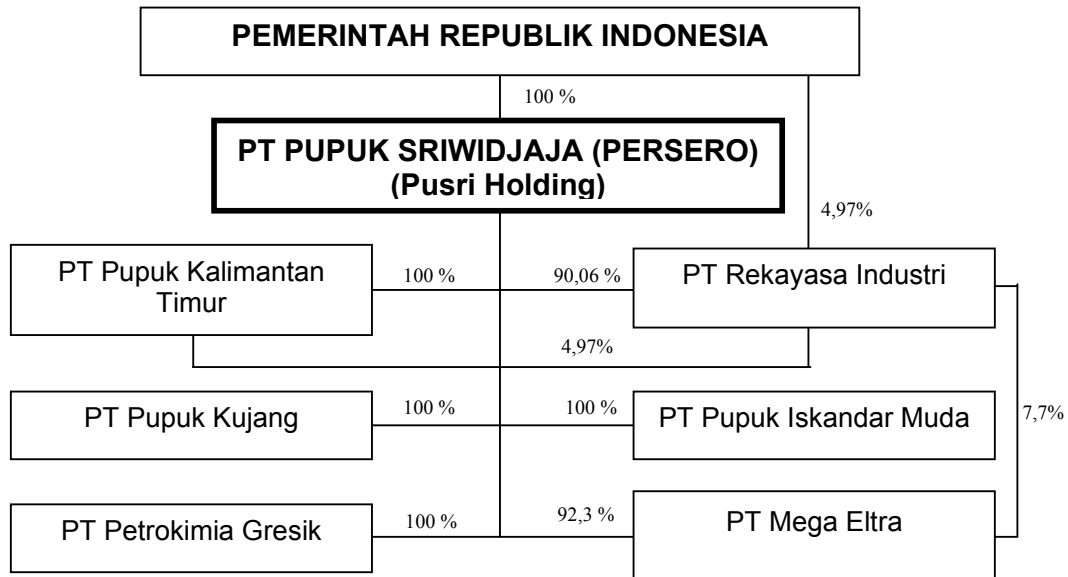 PEMERINTAH REPUBLIK INDONESIA
100 %
PT PUPUK SRIWIDJAJA (PERSERO)
(Pusri Holding)
4,97%
PT Pupuk Kalimantan
Timur
100 %
90,06 %
PT Rekayasa Industri
4,97%
PT Pupuk Kujang
100 %
100 %
PT Pupuk Iskandar Muda
7,7%
PT Petrokimia Gresik
100 %
92,3 %
PT Mega Eltra